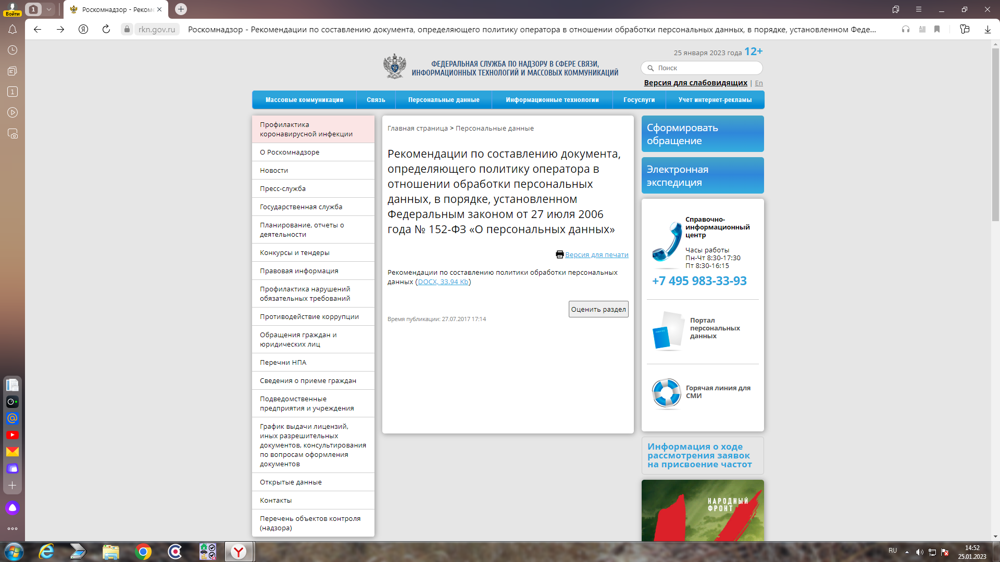 Войти
1
Роскомнадзор - Реком
rkn.gov.ru
Роскомнадзор - Рекомендации по составлению документа, определяющего политику оператора в отношении обработки персональных данных, в порядке, установленном Феде...
1
ФЕДЕРАЛЬНАЯ СЛУЖБА ПО НАДЗОРУ В СФЕРЕ СВЯЗИ,
ИНФОРМАЦИОННЫХ ТЕХНОЛОГИЙ И МАССОВЫХ КОММУНИКАЦИЙ
25 января 2023 года 12+
Поиск
Версия для слабовидящих | En
Массовые коммуникации
Связь
Персональные данные
Информационные технологии
Госуслуги
Учет интернет-рекламы
Профилактика
коронавирусной инфекции
О Роскомнадзоре
Новости
Пресс-служба
Государственная служба
Планирование, отчеты о
деятельности
Конкурсы и тендеры
Правовая информация
Профилактика нарушений
обязательных требований
Противодействие коррупции
Обращения граждан и
юридических лиц
Перечни НПА
Сведения о приеме граждан
Подведомственные
предприятия и учреждения
График выдачи лицензий,
иных разрешительных
документов, консультирования
по вопросам оформления
документов
Открытые данные
Контакты
Перечень объектов контроля
(надзора)
Главная страница > Персональные данные
Рекомендации по составлению документа,
определяющего политику оператора в
отношении обработки персональных
данных, в порядке, установленном
Федеральным законом от 27 июля 2006
года № 152-ФЗ «О персональных данных»
Версия для печати
Рекомендации по составлению политики обработки персональных
данных (DOCX, 33.94 Kb)
Оценить раздел
Время публикации: 27.07.2017 17:14
Сформировать
обращение
Электронная
экспедиция
Справочно-
информационный
центр
Часы работы
Пн-Чт 8:30-17:30
Пт 8:30-16:15
+7 495 983-33-93
Портал
персональных
данных
Горячая линия для
СМИ
Информация о ходе
рассмотрения заявок
на присвоение частот
НАРОДНЫЙ
ФРОНТ
RU
14:52
25.01.2023